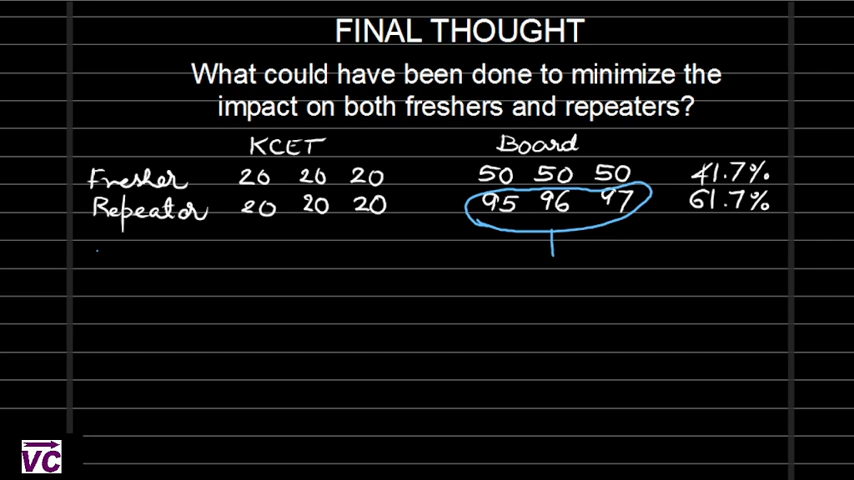 FINAL THOUGHT
What could have been done to minimize the
impact on both freshers and repeaters?
KCET Board
Fresher 20 20 20 50 50 50 41.7%
Repeator 20 20 20 95 96 97 61.7%
VC